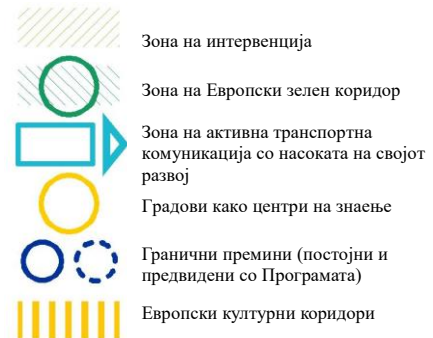 Зона на интервенција
Зона на Европски зелен коридор
Зона на активна транспортна
комуникација со насоката на својот
развој
Градови како центри на знаење
Гранични премини (постојни и
предвидени со Програмата)
Европски културни коридори